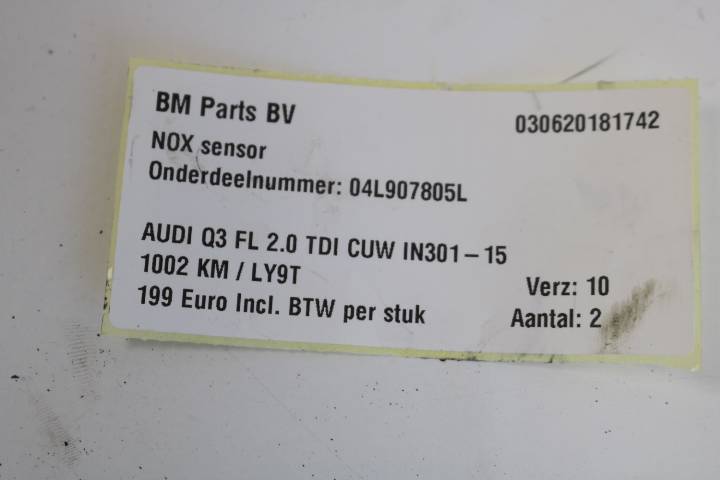 BM Parts BV
030620181742
NOX sensor
Onderdeelnummer: 04L907805L
AUDI Q3 FL 2.0 TDI CUW IN301-15
1002 KM / LY9T
Verz: 10
199 Euro Incl. BTW per stuk
Aantal: 2